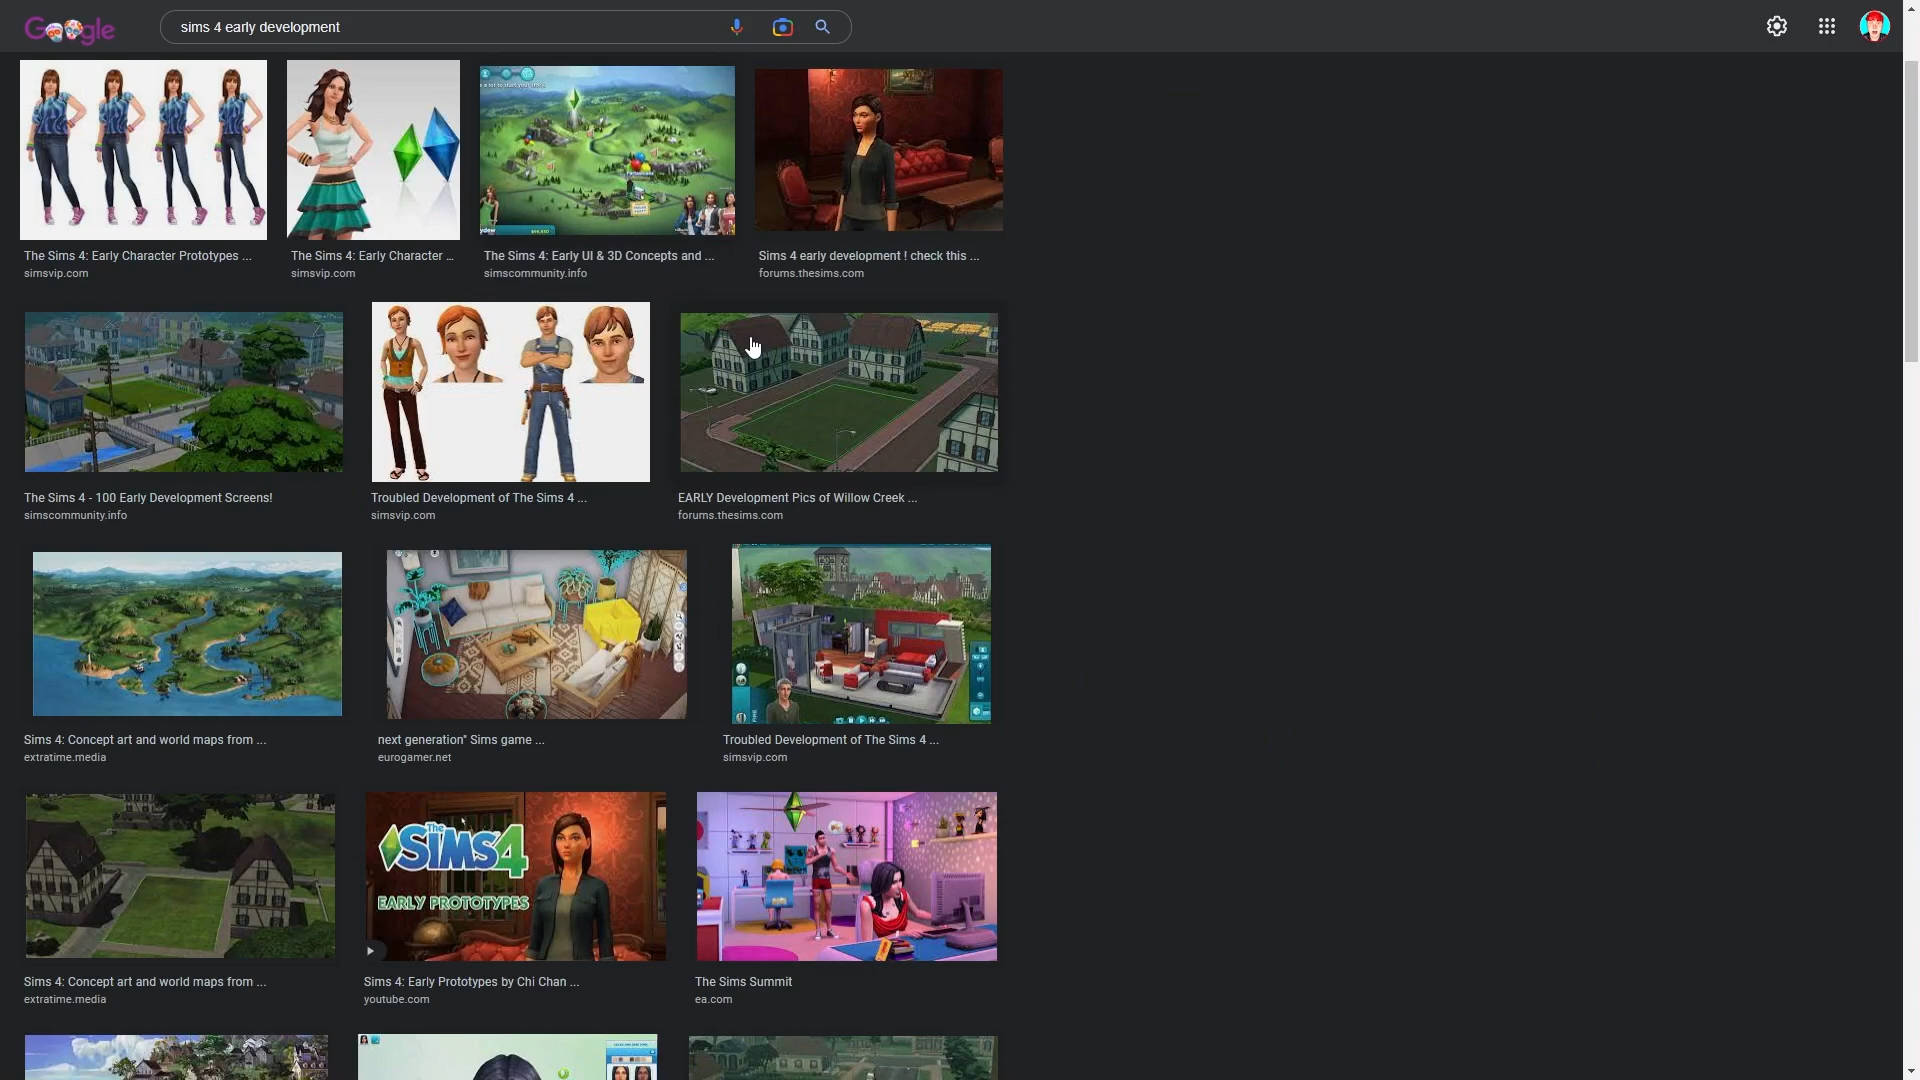 Google
sims 4 early development
The Sims 4: Early Character Prototypes ...
simsvip.com
The Sims 4: Early Character ...
simsvip.com
The Sims 4: Early UI & 3D Concepts and ...
simscommunity.info
Sims 4 early development ! check this ...
forums.thesims.com
The Sims 4 - 100 Early Development Screens!
simscommunity.info
Troubled Development of The Sims 4 ...
simsvip.com
EARLY Development Pics of Willow Creek ...
forums.thesims.com
Sims 4: Concept art and world maps from ...
extratime.media
next generation" Sims game ...
eurogamer.net
Troubled Development of The Sims 4 ...
simsvip.com
The SIMS 4
EARLY PROTOTYPES
Sims 4: Concept art and world maps from ...
extratime.media
Sims 4: Early Prototypes by Chi Chan ...
youtube.com
The Sims Summit
ea.com